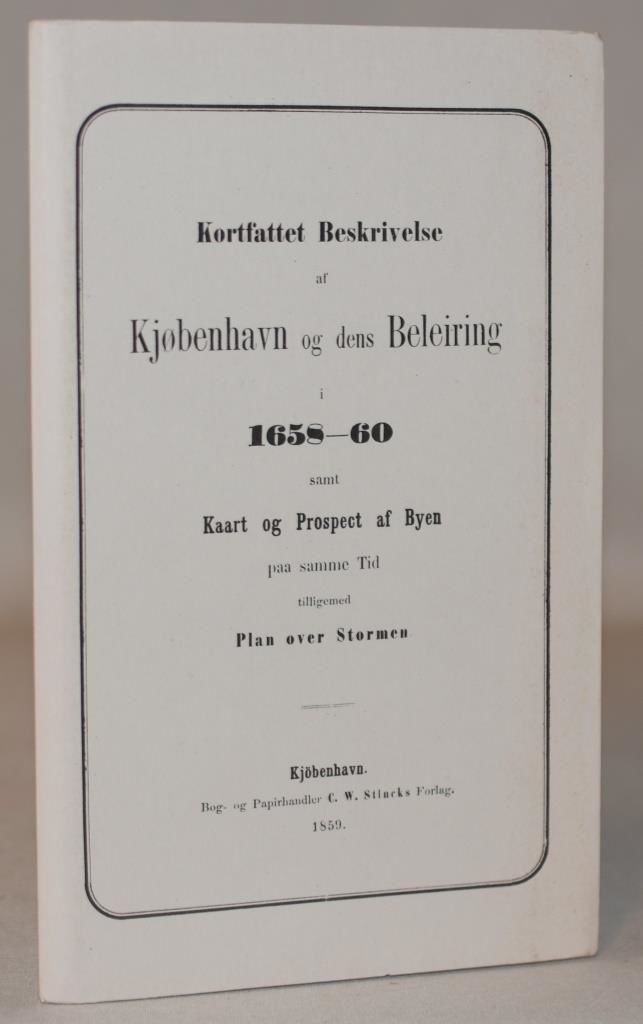 Kortfattet Beskrivelse
af
Kjøbenhavn og dens Beleiring
i
1658—60
samt
Kaart og Prospect af Byen
paa samme Tid
tilligemed
Plan over Stormen
Kjöbenhavn.
Bog- og Papirhandler C. W. Stincks Forlag.
1859.